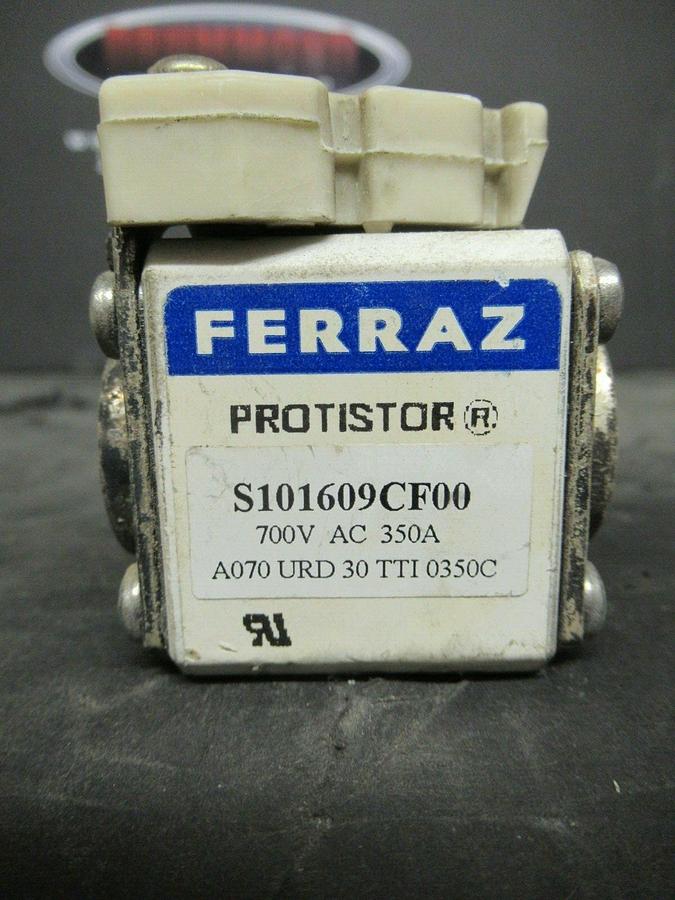 FERRAZ
PROTISTOR ®
S101609CF00
700V AC 350A
A070 URD 30 TTI 0350C